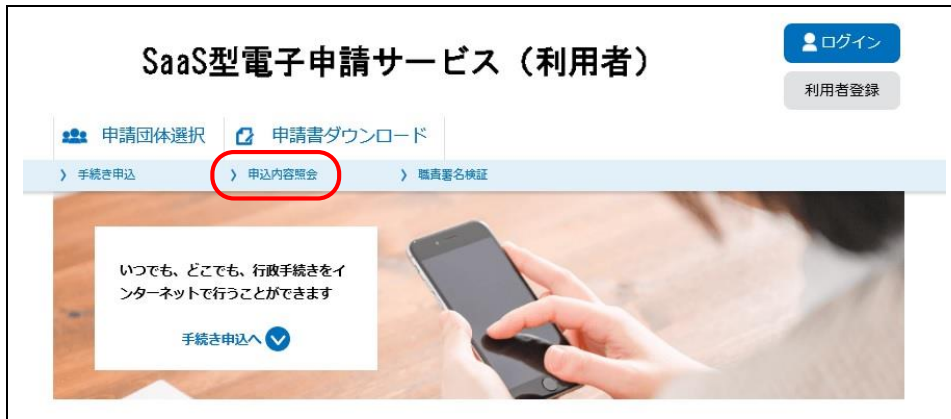 SaaS型電子申請サービス（利用者）
ログイン
利用者登録
申請団体選択
申請書ダウンロード
手続き申込
申込内容照会
職責署名検証
いつでも、どこでも、行政手続きをイ
ンターネットで行うことができます
手続き申込へ